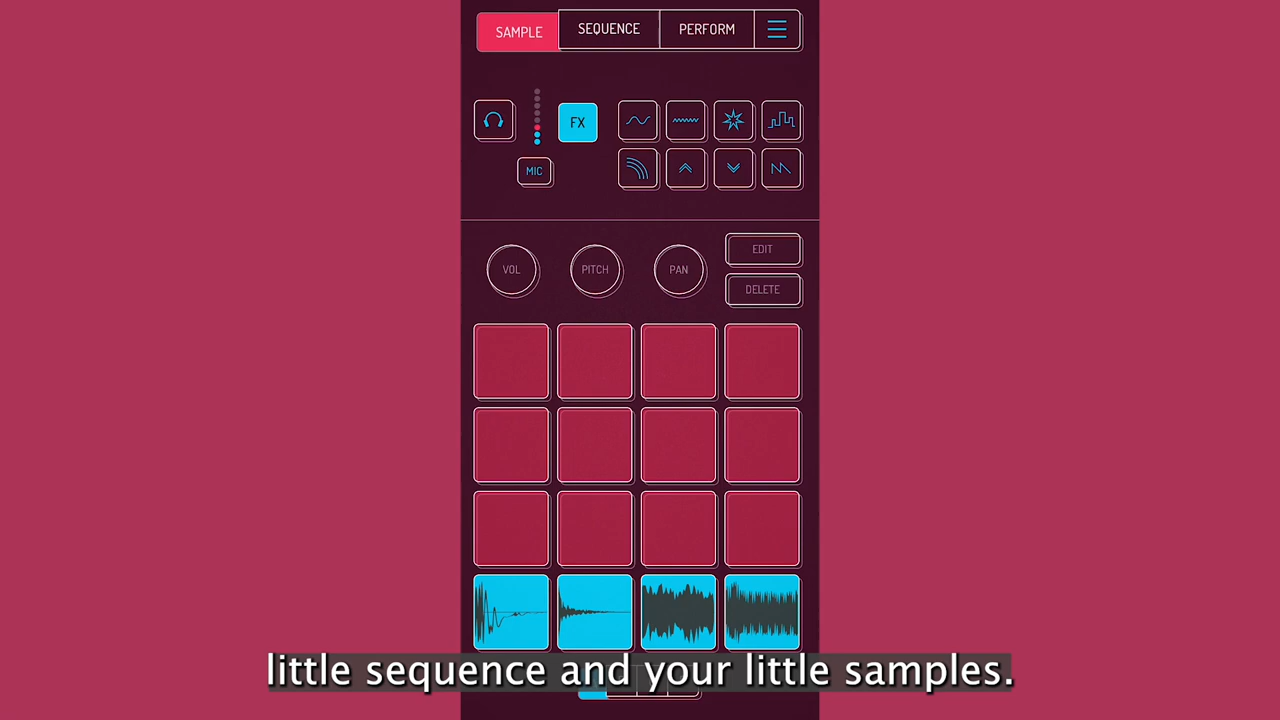 SAMPLE SEQUENCE PERFORM
FX
MIC
VOL PITCH PAN EDIT
DELETE
little sequence and your little samples.